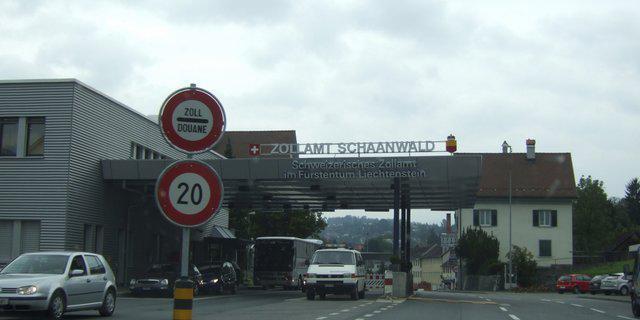 ZOLL
DOUANE
20
ZOLLAMT SCHAANWALD
Schweizerisches Zollamt
im Fürstentum Liechtenstein